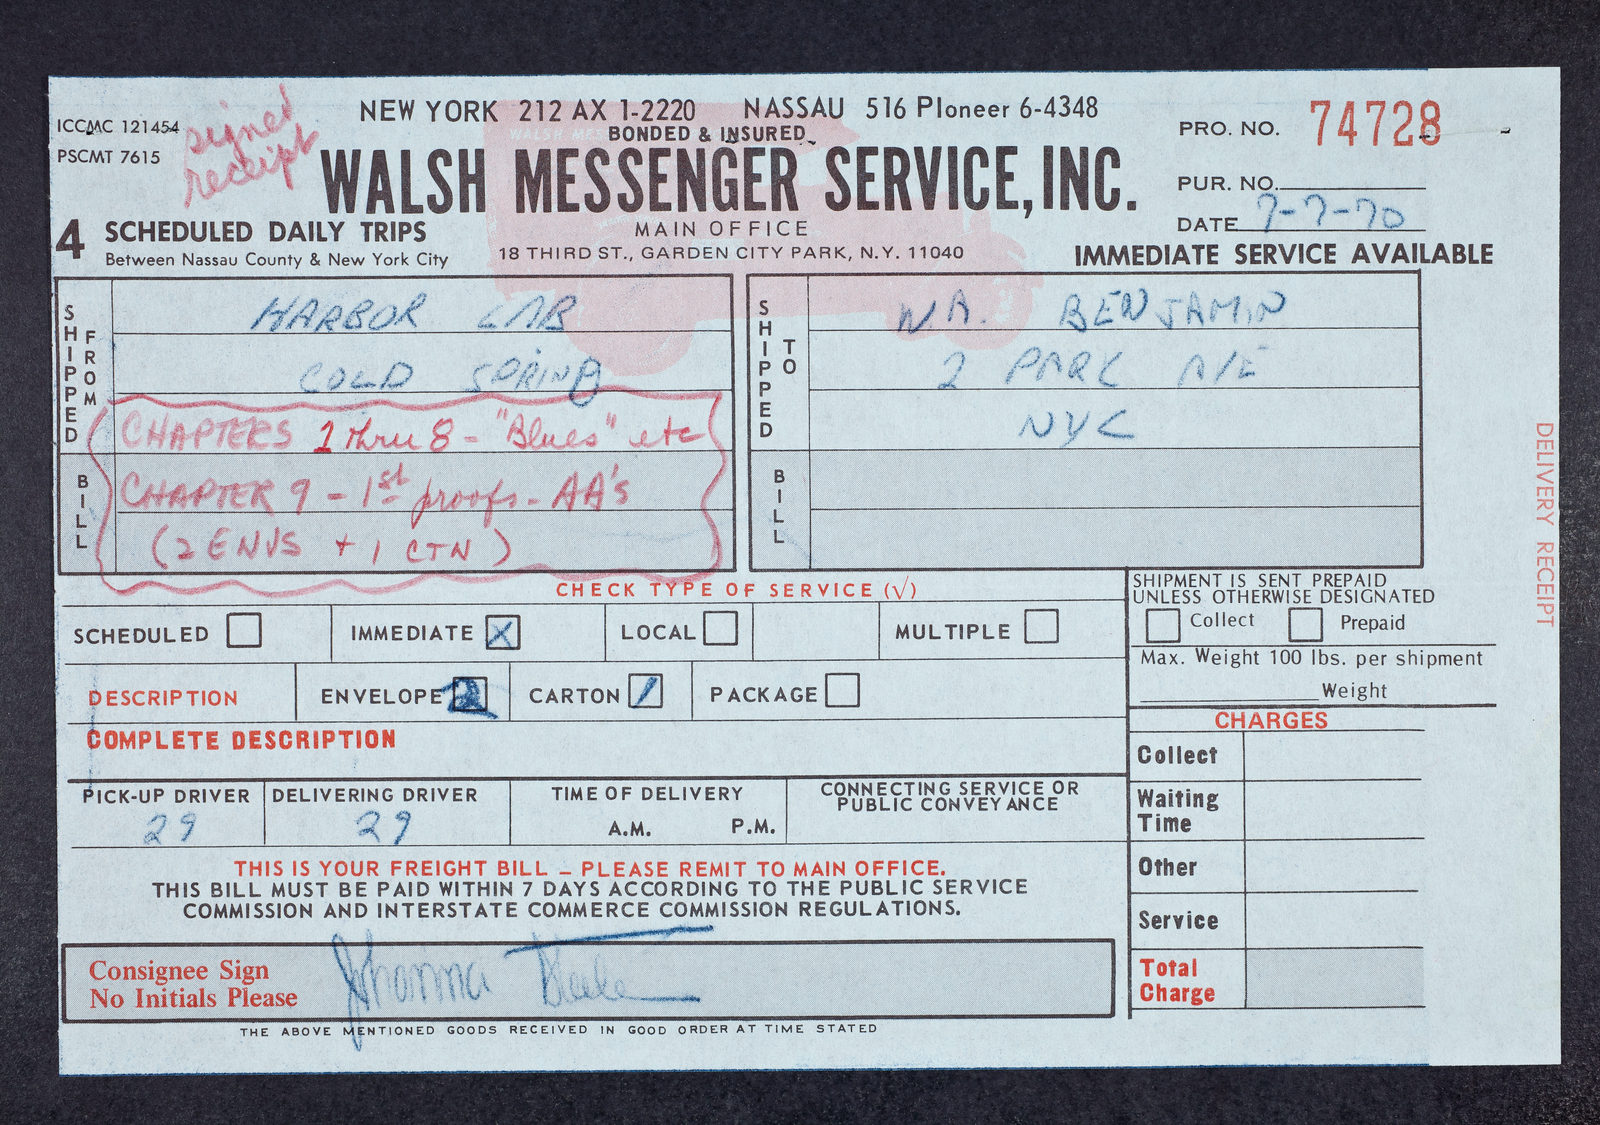 ICCMC 121454
PSCMT 7615
signed
receipt
NEW YORK 212 AX 1-2220 NASSAU 516 PIoneer 6-4348
BONDED & INSURED
WALSH MESSENGER SERVICE, INC.
MAIN OFFICE
18 THIRD ST., GARDEN CITY PARK, N.Y. 11040
4 SCHEDULED DAILY TRIPS
Between Nassau County & New York City
PRO. NO. 74728
PUR. NO.
DATE 7-7-70
IMMEDIATE SERVICE AVAILABLE
SHIPPED FROM
HARBOR LAB
COLD SPRING
CHAPTERS 1 thru 8 - "Blues" etc
BILL
CHAPTER 9 - 1st proofs - AA's
(2 ENVS + 1 CTN)
SHIPPED TO
W.A. BENJAMIN
2 PARK AVE
NYC
BILL
DELIVERY RECEIPT
CHECK TYPE OF SERVICE (√)
SCHEDULED IMMEDIATE X LOCAL MULTIPLE
SHIPMENT IS SENT PREPAID
UNLESS OTHERWISE DESIGNATED
Collect Prepaid
Max. Weight 100 lbs. per shipment
Weight
DESCRIPTION ENVELOPE 2 CARTON / PACKAGE
COMPLETE DESCRIPTION
PICK-UP DRIVER DELIVERING DRIVER TIME OF DELIVERY CONNECTING SERVICE OR
PUBLIC CONVEYANCE
29 29 A.M. P.M.
CHARGES
Collect
Waiting
Time
Other
Service
Total
Charge
THIS IS YOUR FREIGHT BILL – PLEASE REMIT TO MAIN OFFICE.
THIS BILL MUST BE PAID WITHIN 7 DAYS ACCORDING TO THE PUBLIC SERVICE
COMMISSION AND INTERSTATE COMMERCE COMMISSION REGULATIONS.
Consignee Sign
No Initials Please
Johanna
THE ABOVE MENTIONED GOODS RECEIVED IN GOOD ORDER AT TIME STATED